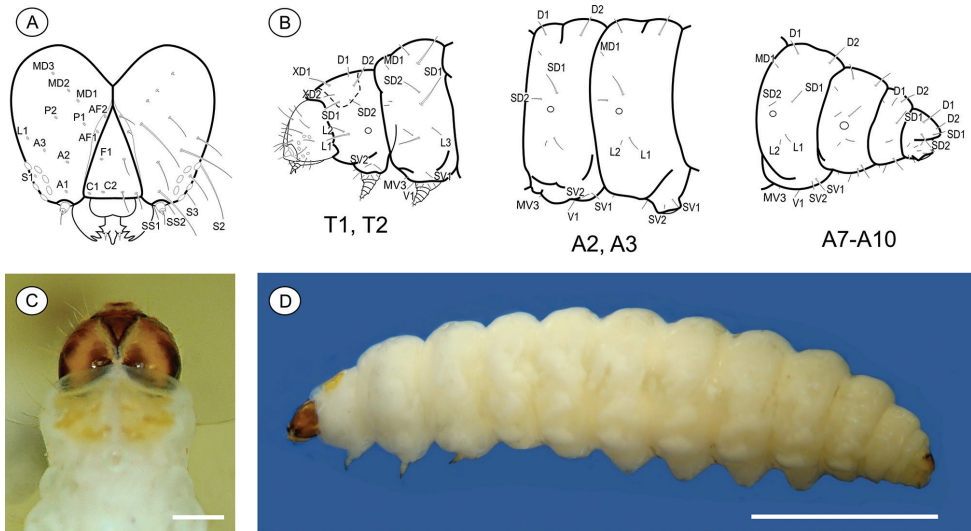 A
MD3
MD2
MD1
P2
AF2
P1
L1
AF1
A3
A2
F1
S1
A1
C1 C2
S3
SS1
SS2
S2
B
D1 D2
XD1
MD1
SD2
SD1
XD2
SD1
SD2
L2
L1
L3
SV2
MV3
SV1
V1
T1, T2
D1
D2
MD1
SD1
SD2
L2 L1
SV2
MV3
SV1
V1
SV2
SV1
A2, A3
D1
D2
MD1
SD1
SD2
D1
D2
D1
SD1
D2
SD2
L2 L1
SV1
MV3
V1 SV2
A7-A10
C
D